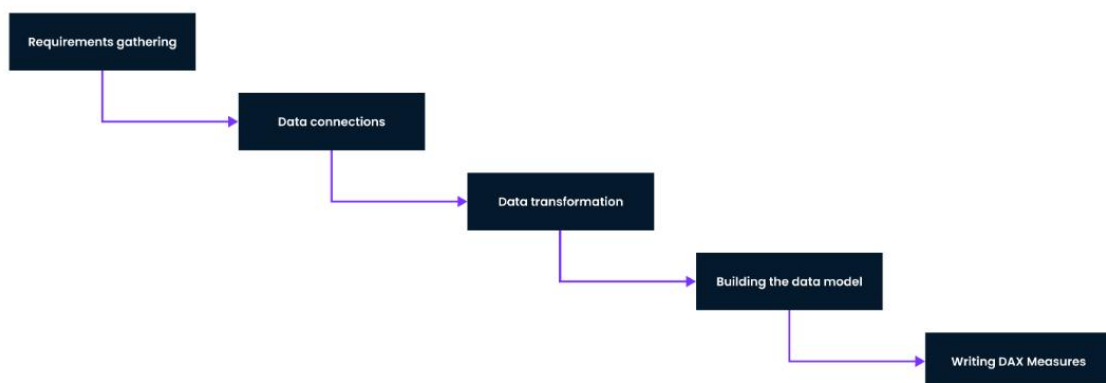 Requirements gathering
Data connections
Data transformation
Building the data model
Writing DAX Measures